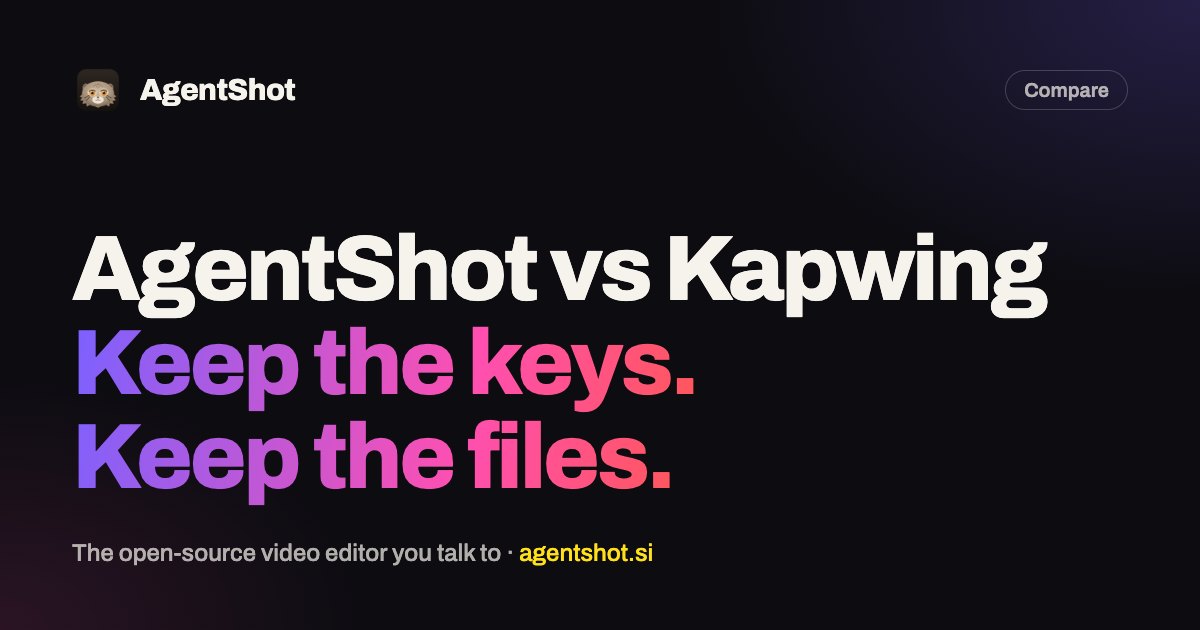 AgentShot
Compare
AgentShot vs Kapwing
Keep the keys.
Keep the files.
The open-source video editor you talk to · agentshot.si